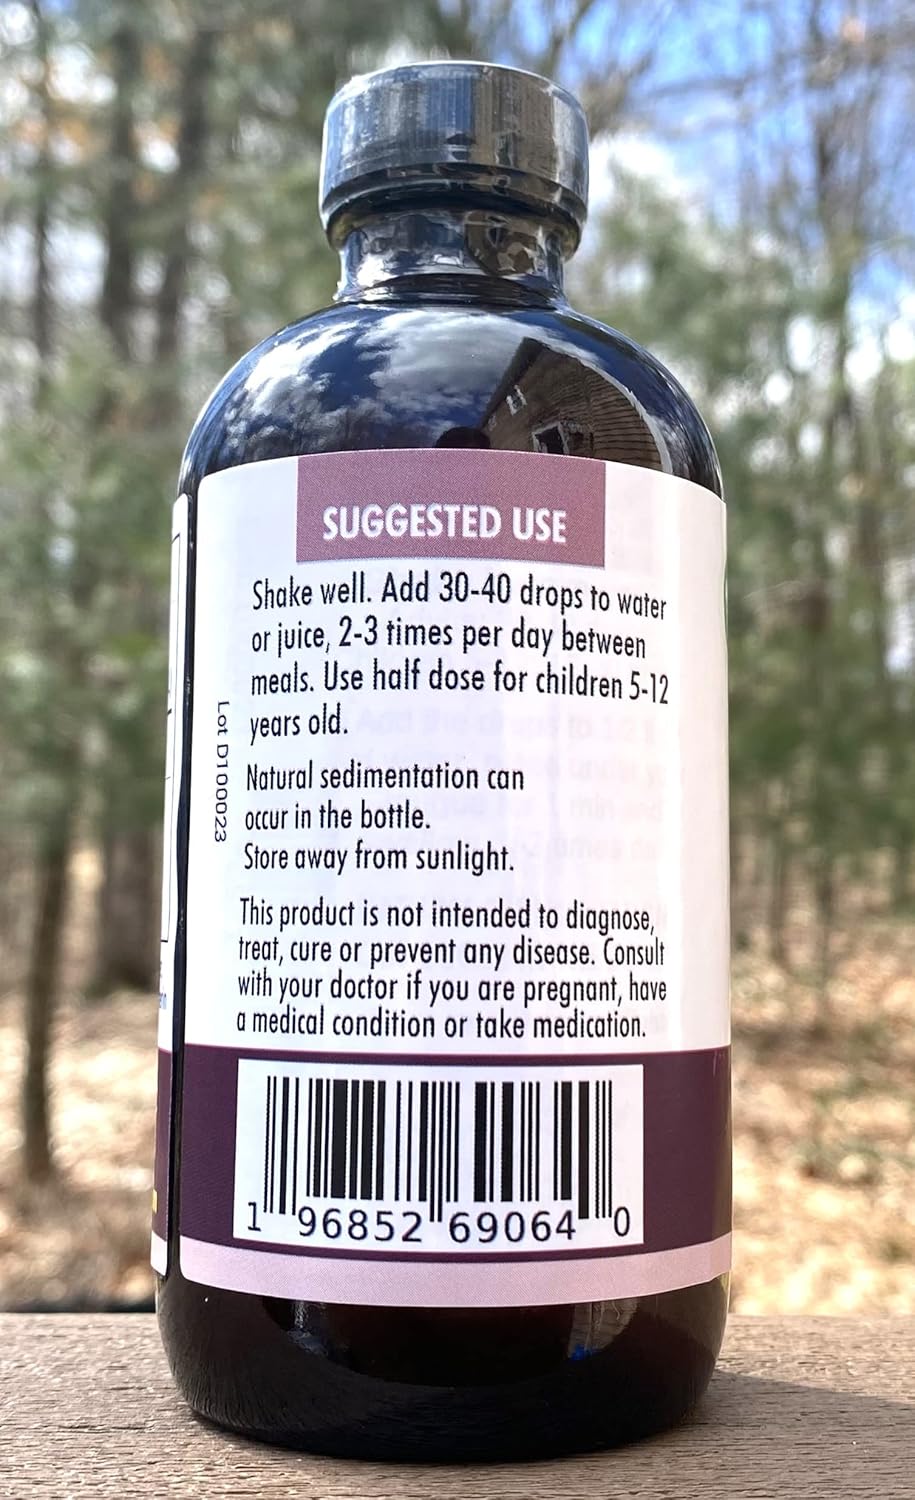 SUGGESTED USE
Shake well. Add 30-40 drops to water
or juice, 2-3 times per day between
meals. Use half dose for children 5-12
years old.
Natural sedimentation can
occur in the bottle.
Store away from sunlight.
This product is not intended to diagnose,
treat, cure or prevent any disease. Consult
with your doctor if you are pregnant, have
a medical condition or take medication.
Lot D100023
1 96852 69064 0